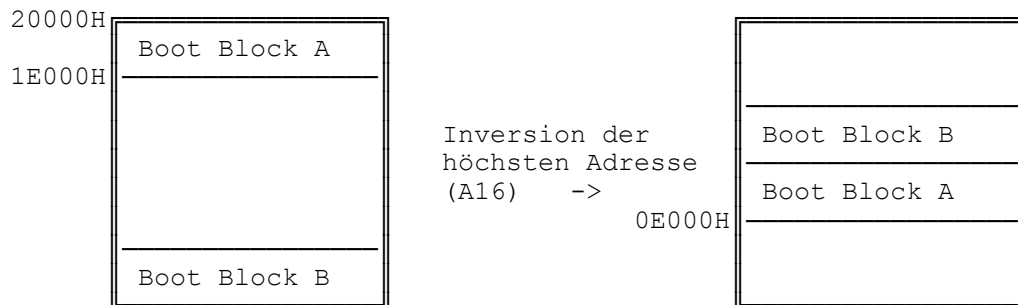 20000H
Boot Block A
1E000H
Inversion der
höchsten Adresse
(A16) ->
0E000H
Boot Block B
Boot Block B
Boot Block A